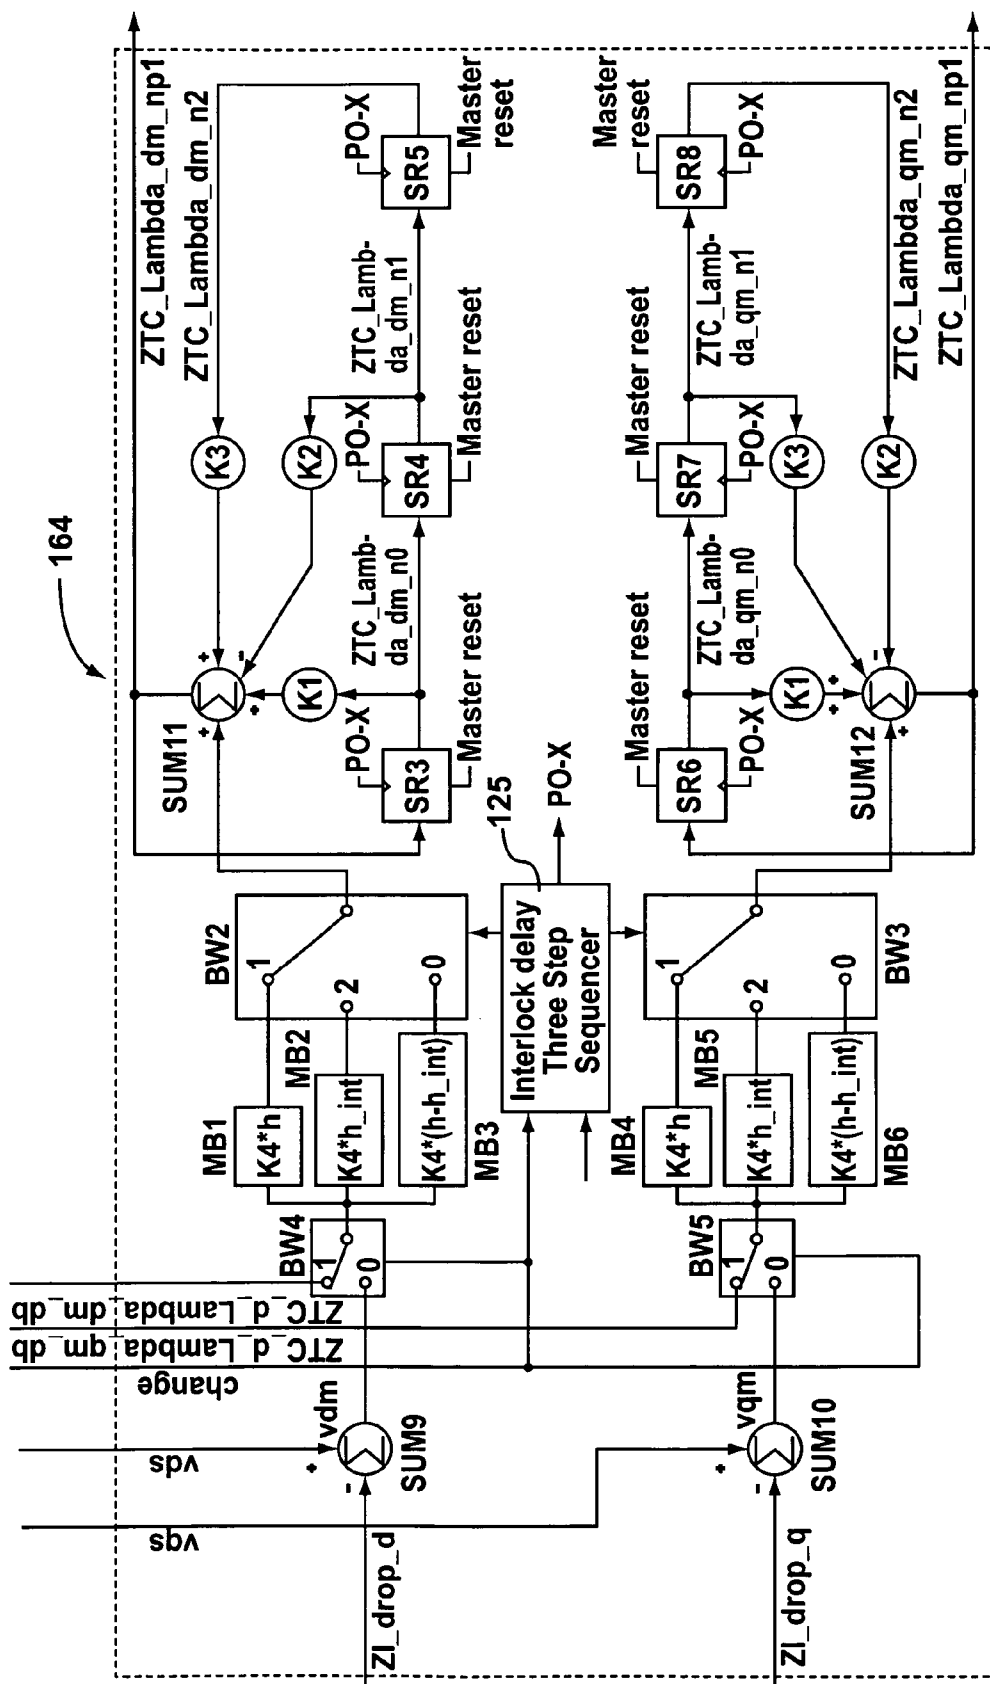 164
ZTC_Lambda_dm_np1
ZTC_Lambda_dm_n2
SUM11
+
+
-
+
K3
K2
K1
PO-X
SR3
Master reset
ZTC_Lamb-
da_dm_n0
PO-X
SR4
Master reset
ZTC_Lamb-
da_dm_n1
PO-X
SR5
Master
reset
BW2
1
2
0
MB1
K4*h
MB2
K4*h_int
MB3
K4*(h-h_int)
BW4
1
0
ZTC_d_Lambda_dm_db
ZTC_d_Lambda_qm_db
change
vds
vqs
vdm
+
-
SUM9
ZI_drop_d
125
Interlock delay
Three Step
Sequencer
PO-X
Master reset
SR6
PO-X
ZTC_Lamb-
da_qm_n0
Master reset
SR7
PO-X
ZTC_Lamb-
da_qm_n1
Master
reset
SR8
PO-X
K1
K3
K2
SUM12
+
+
-
+
ZTC_Lambda_qm_n2
ZTC_Lambda_qm_np1
BW3
1
2
0
MB4
K4*h
MB5
K4*h_int
MB6
K4*(h-h_int)
BW5
1
0
vqm
+
-
SUM10
ZI_drop_q